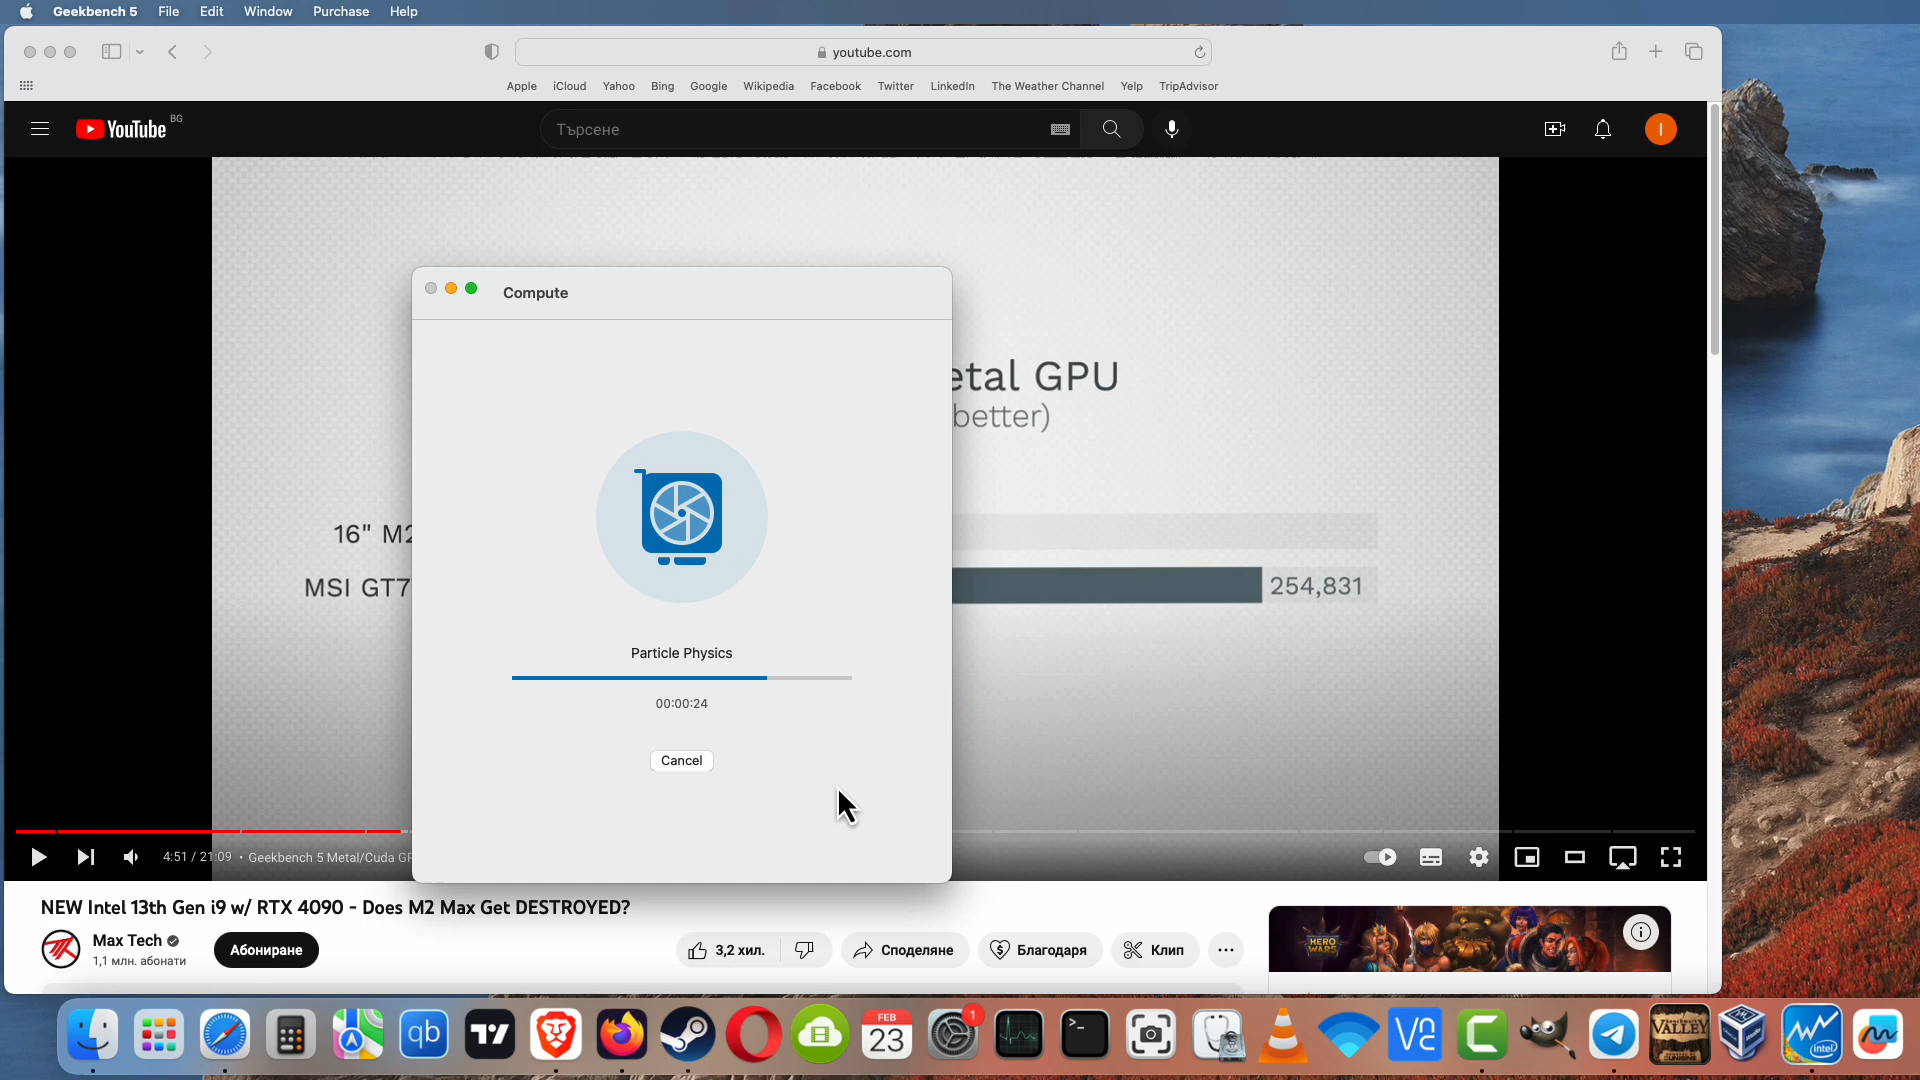 Geekbench 5 File Edit Window Purchase Help
youtube.com
Apple iCloud Yahoo Bing Google Wikipedia Facebook Twitter LinkedIn The Weather Channel Yelp TripAdvisor
YouTube BG
Търсене
I
Compute
etal GPU
better)
16" M2
MSI GT7
254,831
Particle Physics
00:00:24
Cancel
4:51 / 21:09 • Geekbench 5 Metal/Cuda GP
NEW Intel 13th Gen i9 w/ RTX 4090 - Does M2 Max Get DESTROYED?
Max Tech
1,1 млн. абонати
Абониране
3,2 хил.
Споделяне
Благодаря
Клип
HERO
WARS
qb
FEB
23
1
VALLEY
intel